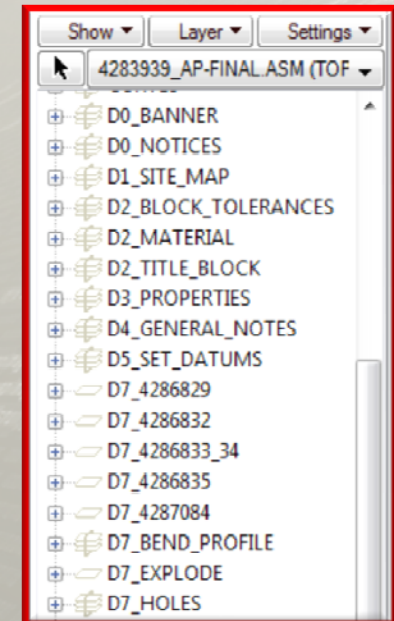 Show Layer Settings
4283939_AP-FINAL.ASM (TOF
D0_BANNER
D0_NOTICES
D1_SITE_MAP
D2_BLOCK_TOLERANCES
D2_MATERIAL
D2_TITLE_BLOCK
D3_PROPERTIES
D4_GENERAL_NOTES
D5_SET_DATUMS
D7_4286829
D7_4286832
D7_4286833_34
D7_4286835
D7_4287084
D7_BEND_PROFILE
D7_EXPLODE
D7_HOLES